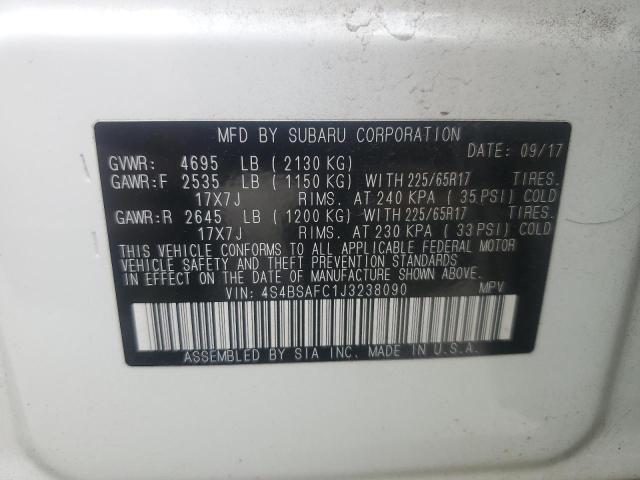 MFD BY SUBARU CORPORATION
DATE: 09/17
GVWR: 4695 LB (2130 KG)
GAWR:F 2535 LB (1150 KG) WITH 225/65R17 TIRES.
17X7J RIMS. AT 240 KPA (35 PSI) COLD
GAWR:R 2645 LB (1200 KG) WITH 225/65R17 TIRES.
17X7J RIMS. AT 230 KPA (33 PSI) COLD
THIS VEHICLE CONFORMS TO ALL APPLICABLE FEDERAL MOTOR
VEHICLE SAFETY AND THEFT PREVENTION STANDARDS
IN EFFECT ON THE DATE OF MANUFACTURE SHOWN ABOVE.
VIN: 4S4BSAFC1J3238090 MPV
ASSEMBLED BY SIA INC. MADE IN U.S.A.